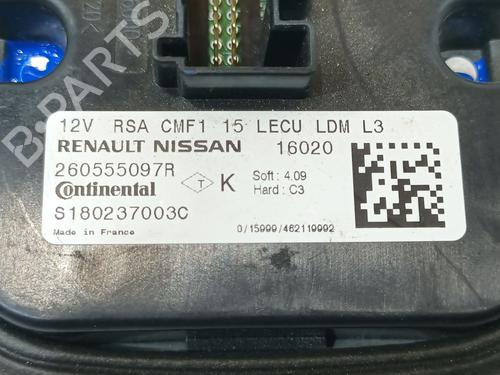 12V RSA CMF1 15 LECU LDM L3
RENAULT NISSAN 16020
260555097R
Continental T K Soft : 4.09
Hard : C3
S180237003C
Made in France 0/15999/462119992
B-PARTS